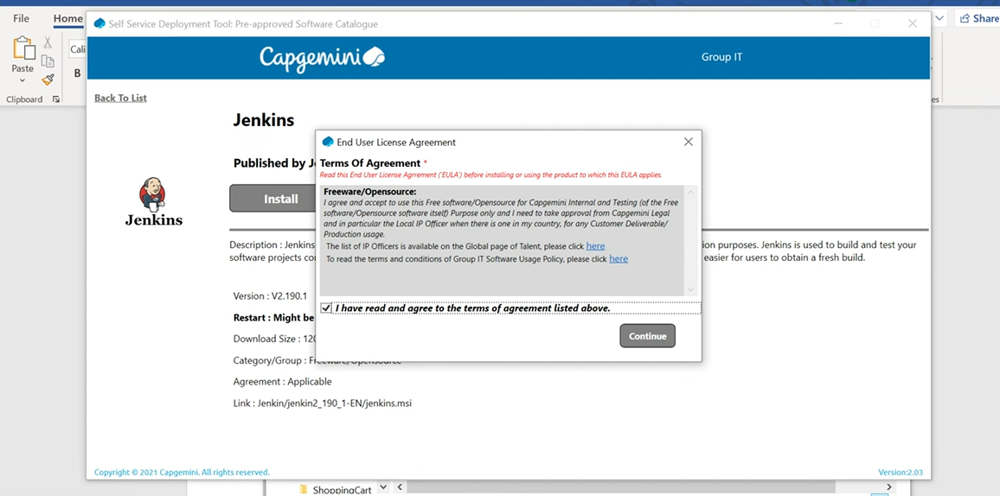 File
Home
Self Service Deployment Tool: Pre-approved Software Catalogue
Share
Paste
Cali
B
Clipboard
es
Capgemini
Group IT
Back To List
Jenkins
Published by J
Install
Jenkins
Description : Jenkins
ion purposes. Jenkins is used to build and test your
software projects co
easier for users to obtain a fresh build.
Version : V2.190.1
Restart : Might be
Download Size : 120
Category/Group : Freeware/Opensource
Agreement : Applicable
Link : Jenkin/jenkin2_190_1-EN/jenkins.msi
End User License Agreement
Terms Of Agreement *
Read this End User License Agrreement ('EULA') before installing or using the product to which this EULA applies.
Freeware/Opensource:
I agree and accept to use this Free software/Opensource for Capgemini Internal and Testing (of the Free
software/Opensource software itself) Purpose only and I need to take approval from Capgemini Legal
and in particular the Local IP Officer when there is one in my country, for any Customer Deliverable/
Production usage.
The list of IP Officers is available on the Global page of Talent, please click here
To read the terms and conditions of Group IT Software Usage Policy, please click here
I have read and agree to the terms of agreement listed above.
Continue
Copyright © 2021 Capgemini. All rights reserved.
Version:2.03
ShoppingCart